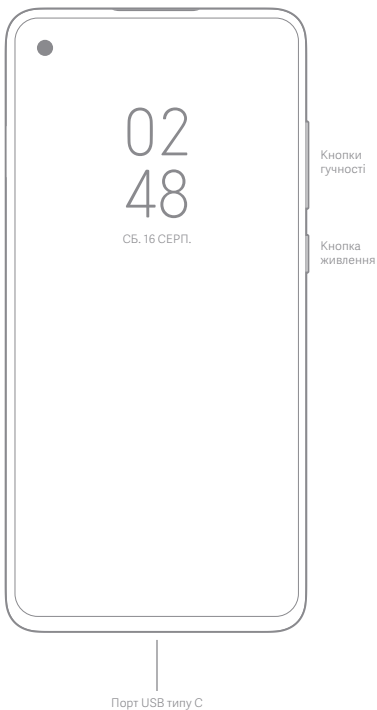 02
48
СБ. 16 СЕРП.
Кнопки
гучності
Кнопка
живлення
Порт USB типу C